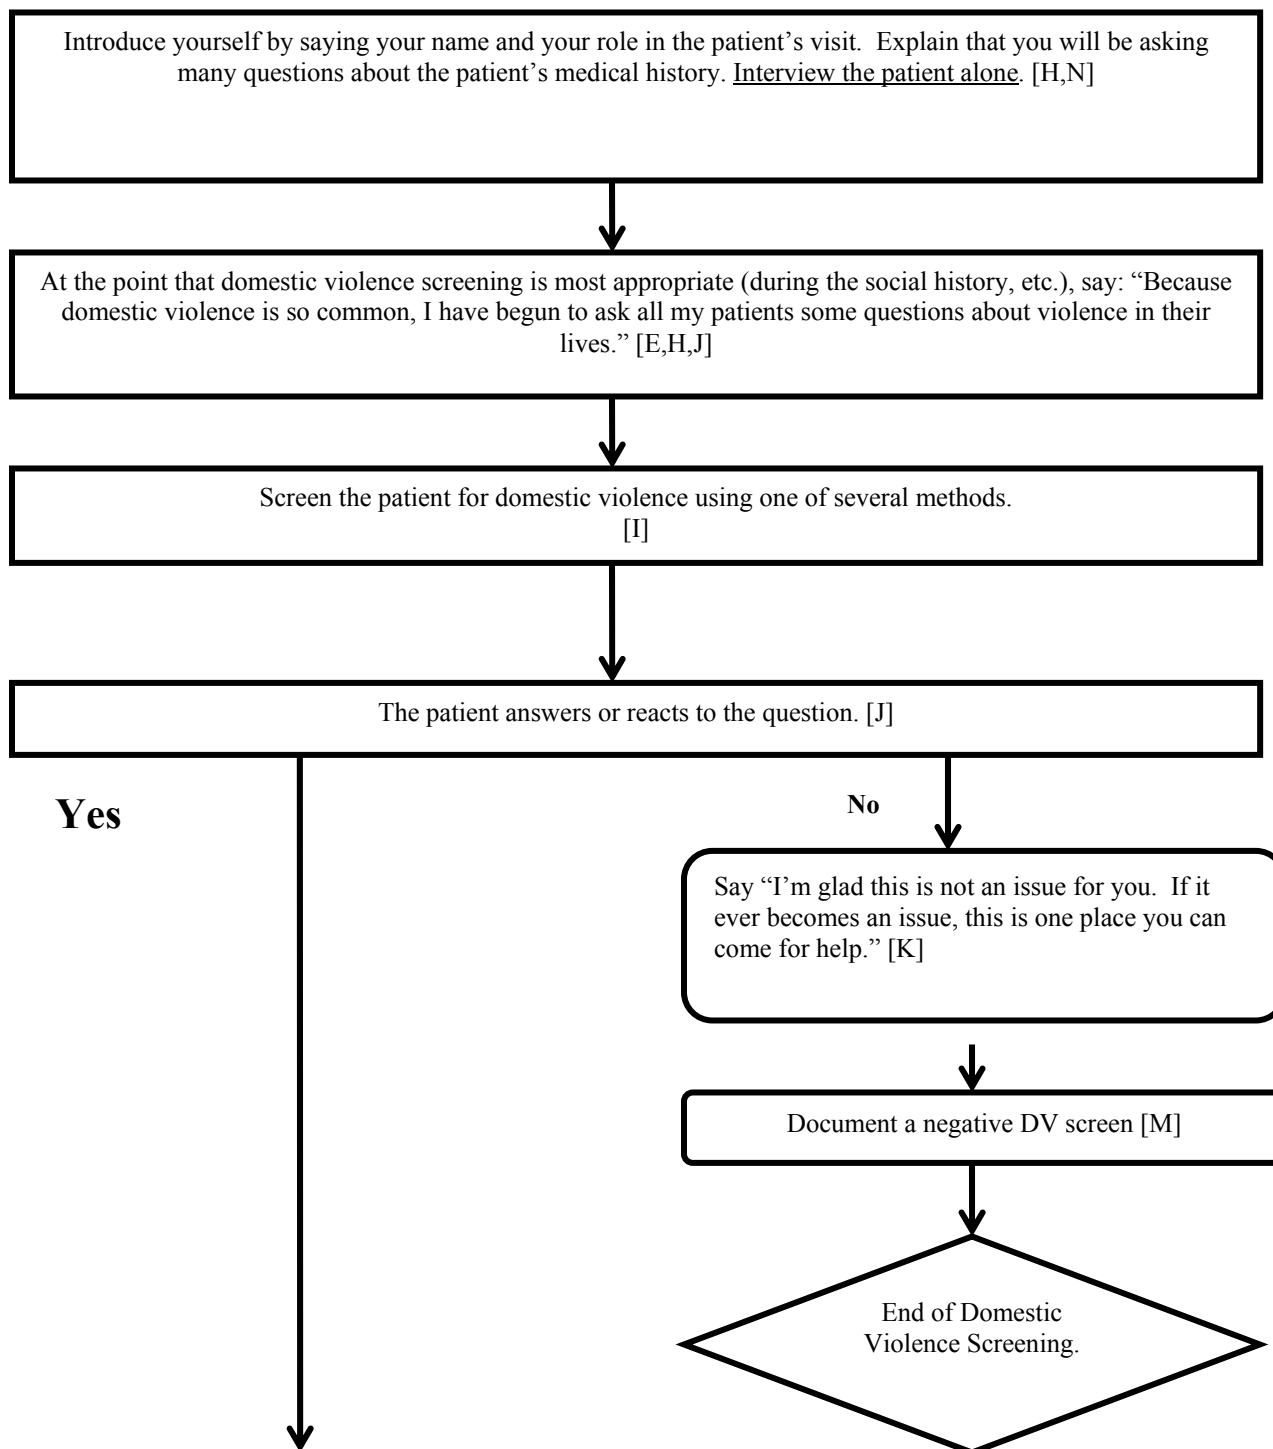 Introduce yourself by saying your name and your role in the patient’s visit.  Explain that you will be asking
many questions about the patient’s medical history. Interview the patient alone. [H,N]
At the point that domestic violence screening is most appropriate (during the social history, etc.), say: “Because
domestic violence is so common, I have begun to ask all my patients some questions about violence in their
lives.” [E,H,J]
Screen the patient for domestic violence using one of several methods.
[I]
The patient answers or reacts to the question. [J]
Yes
No
Say “I’m glad this is not an issue for you.  If it
ever becomes an issue, this is one place you can
come for help.” [K]
Document a negative DV screen [M]
End of Domestic
Violence Screening.